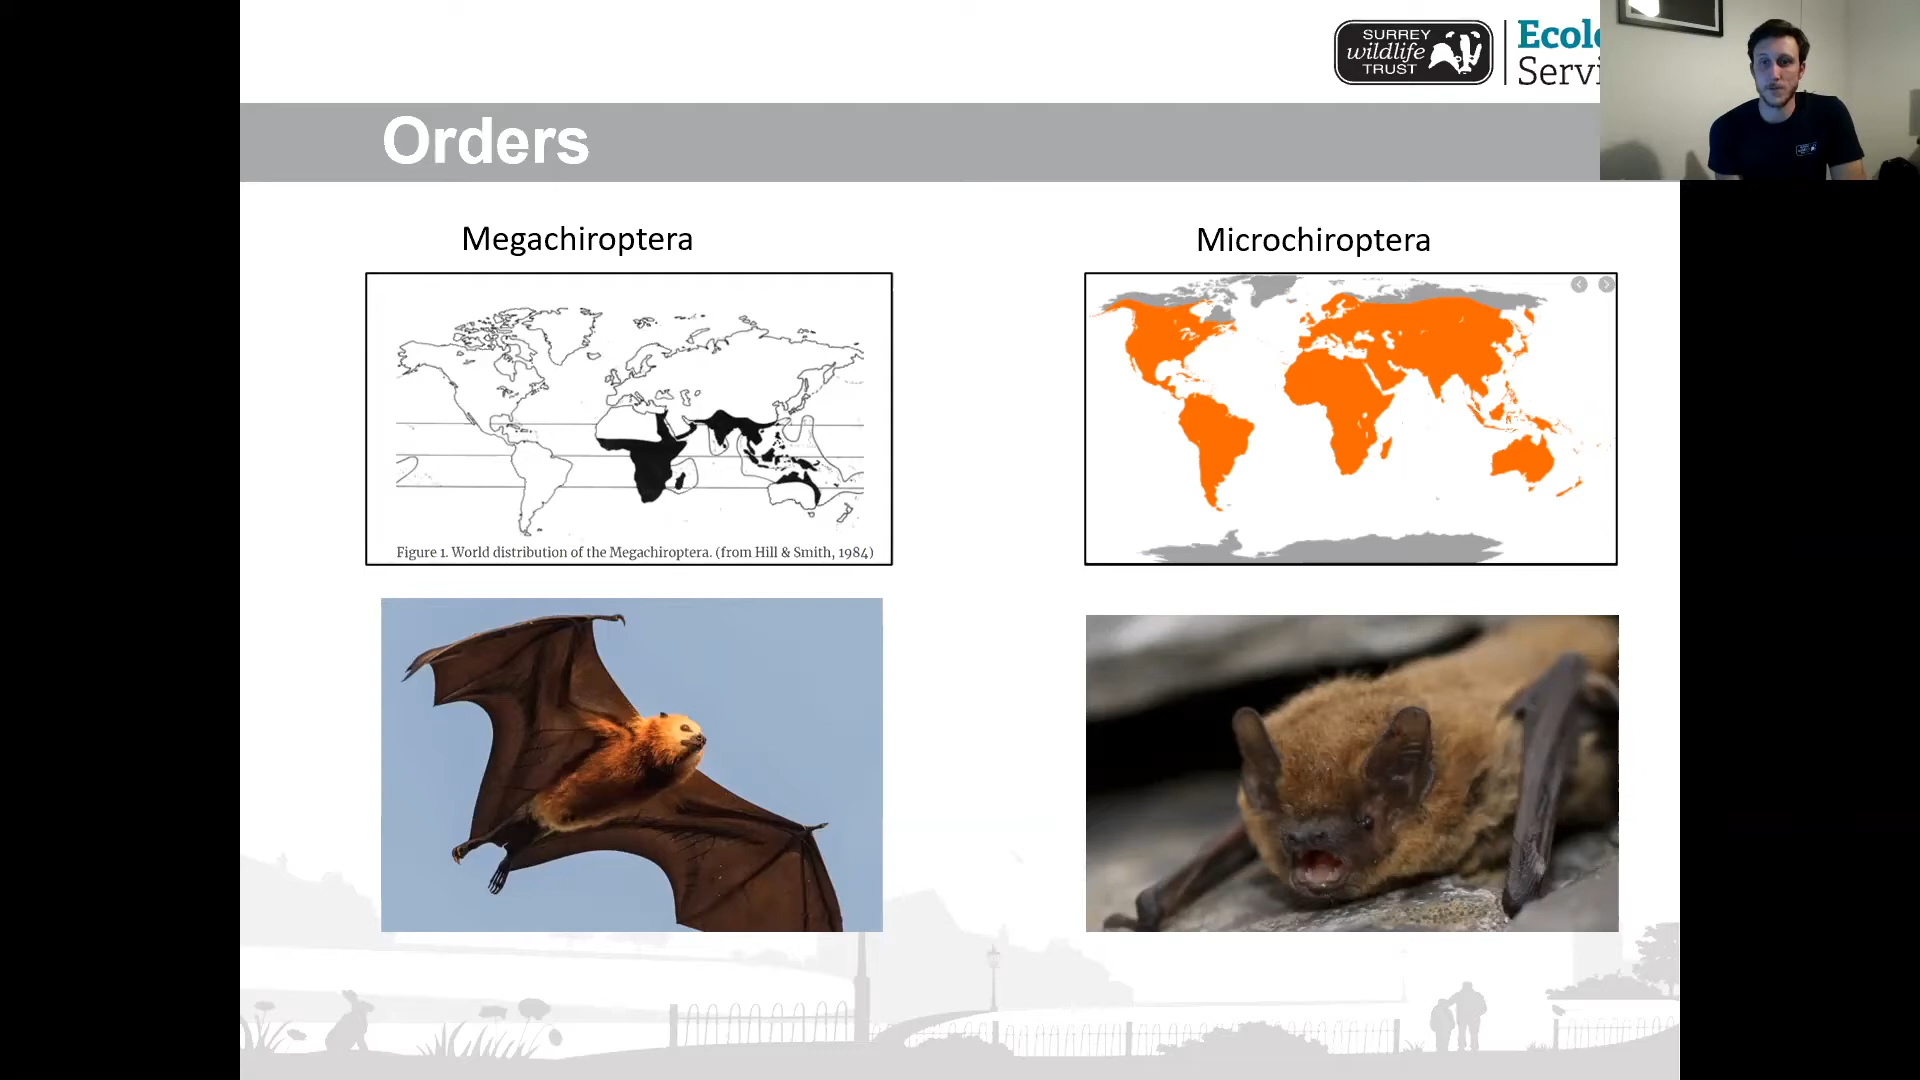 SURREY
wildlife
TRUST
Ecol
Servi
Orders
Megachiroptera
Microchiroptera
Figure 1. World distribution of the Megachiroptera. (from Hill & Smith, 1984)